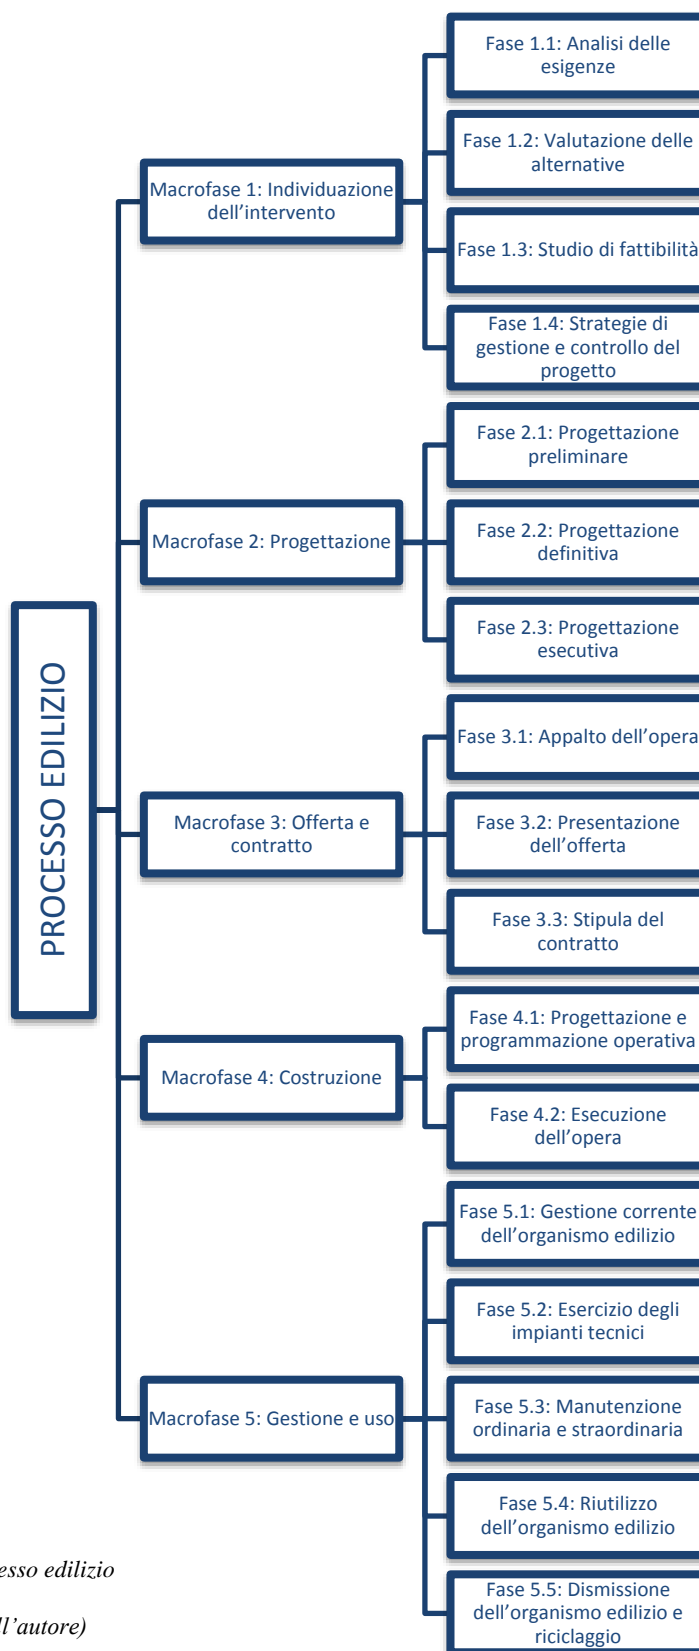 PROCESSO EDILIZIO
Macrofase 1: Individuazione
dell’intervento
Fase 1.1: Analisi delle
esigenze
Fase 1.2: Valutazione delle
alternative
Fase 1.3: Studio di fattibilità
Fase 1.4: Strategie di
gestione e controllo del
progetto
Macrofase 2: Progettazione
Fase 2.1: Progettazione
preliminare
Fase 2.2: Progettazione
definitiva
Fase 2.3: Progettazione
esecutiva
Macrofase 3: Offerta e
contratto
Fase 3.1: Appalto dell’opera
Fase 3.2: Presentazione
dell’offerta
Fase 3.3: Stipula del
contratto
Macrofase 4: Costruzione
Fase 4.1: Progettazione e
programmazione operativa
Fase 4.2: Esecuzione
dell’opera
Macrofase 5: Gestione e uso
Fase 5.1: Gestione corrente
dell’organismo edilizio
Fase 5.2: Esercizio degli
impianti tecnici
Fase 5.3: Manutenzione
ordinaria e straordinaria
Fase 5.4: Riutilizzo
dell’organismo edilizio
Fase 5.5: Dismissione
dell’organismo edilizio e
riciclaggio
edilizio
ll’autore)